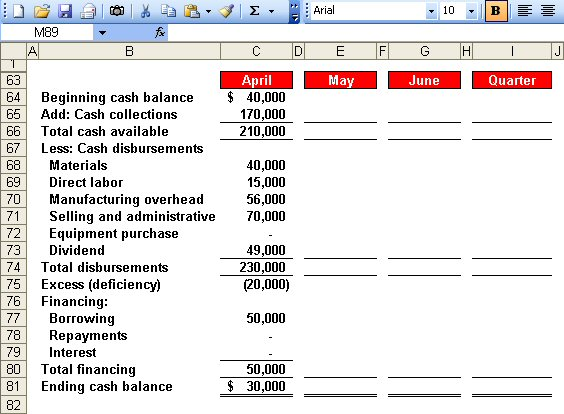 Arial 10 B
M89 fx
A B C D E F G H I J
63 April May June Quarter
64 Beginning cash balance $ 40,000
65 Add: Cash collections 170,000
66 Total cash available 210,000
67 Less: Cash disbursements
68 Materials 40,000
69 Direct labor 15,000
70 Manufacturing overhead 56,000
71 Selling and administrative 70,000
72 Equipment purchase -
73 Dividend 49,000
74 Total disbursements 230,000
75 Excess (deficiency) (20,000)
76 Financing:
77 Borrowing 50,000
78 Repayments -
79 Interest -
80 Total financing 50,000
81 Ending cash balance $ 30,000
82